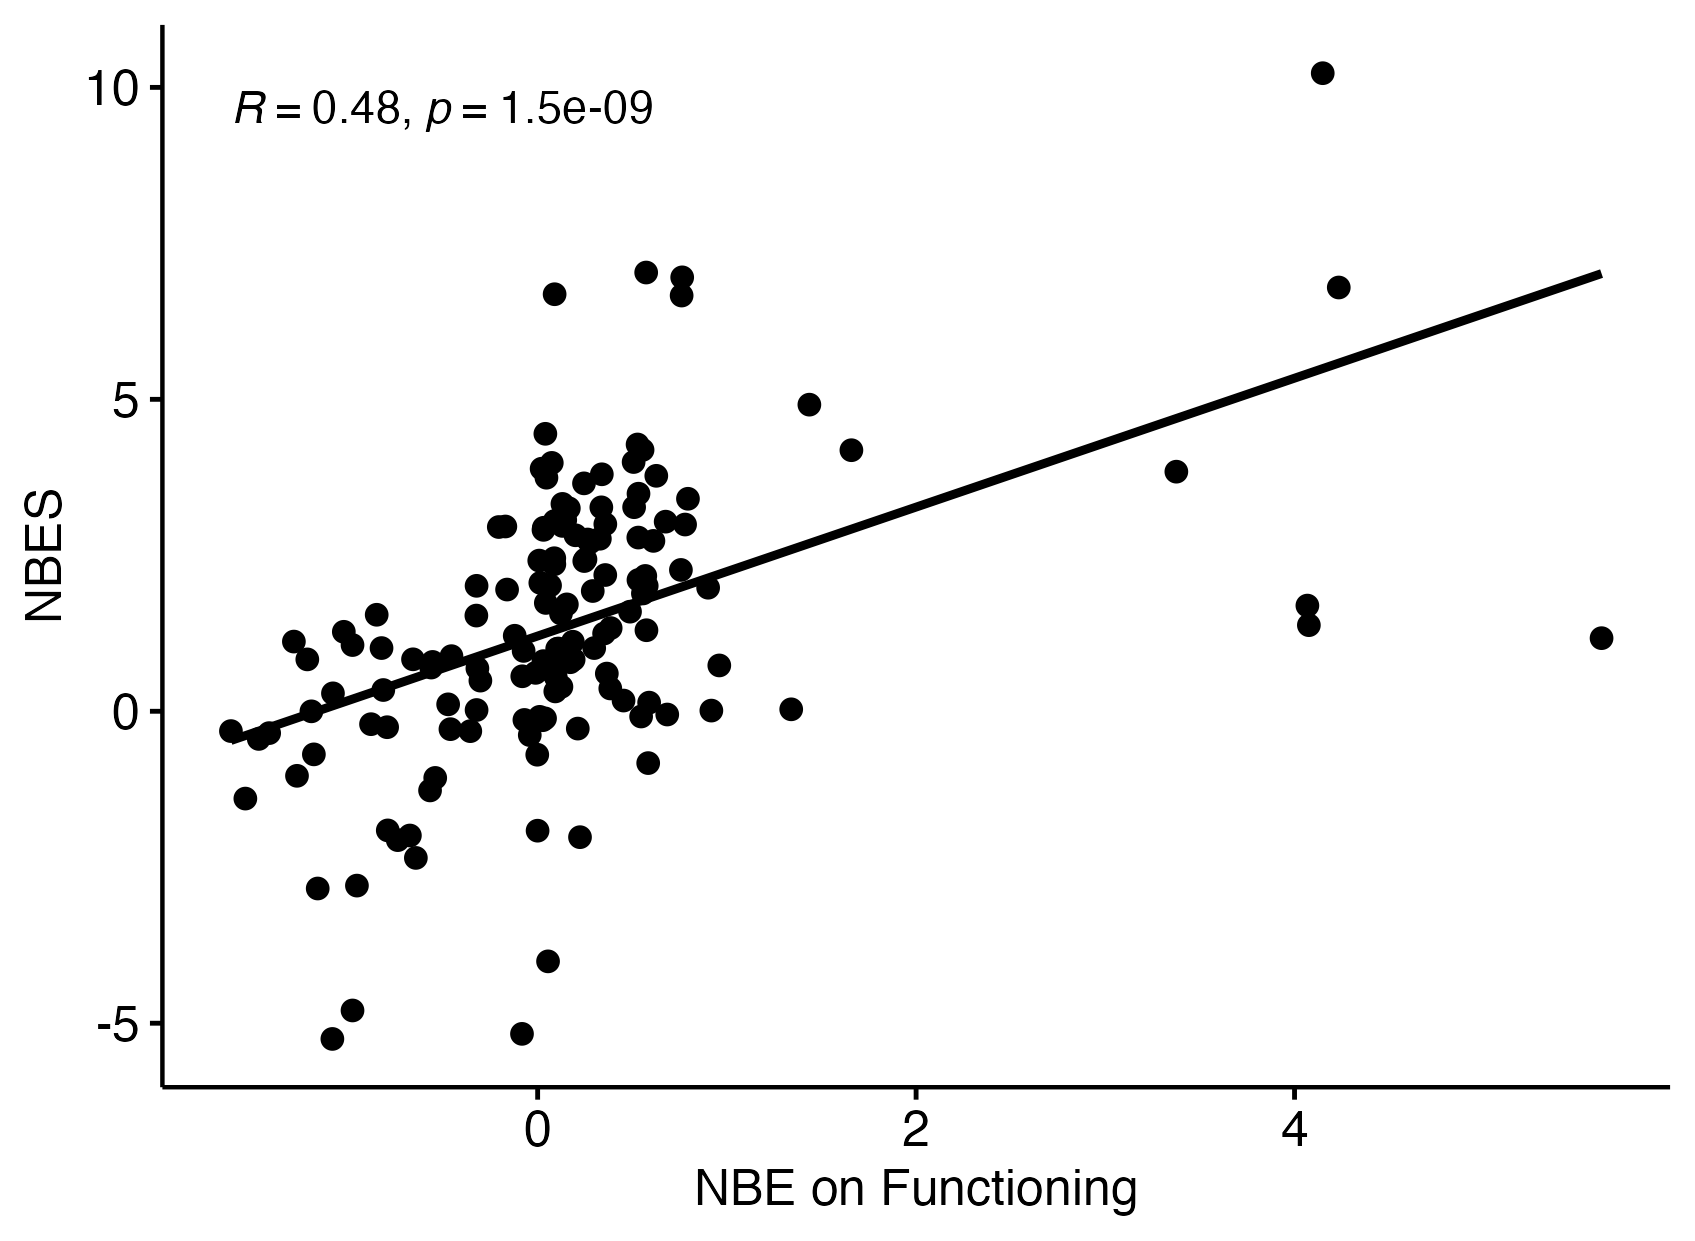 R = 0.48, p = 1.5e-09
10
5
0
-5
NBES
0 2 4
NBE on Functioning